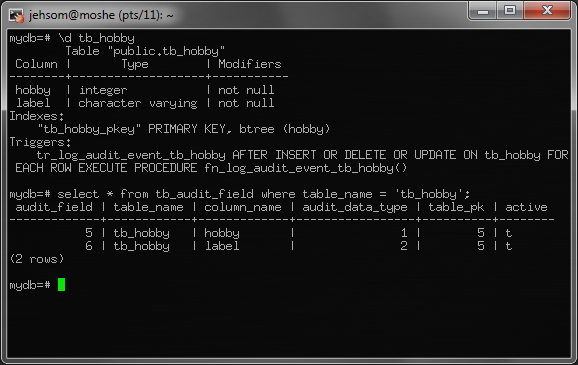 jehsom@moshe (pts/11): ~
mydb=# \d tb_hobby
       Table "public.tb_hobby"
 Column |       Type        | Modifiers
--------+-------------------+-----------
 hobby  | integer           | not null
 label  | character varying | not null
Indexes:
    "tb_hobby_pkey" PRIMARY KEY, btree (hobby)
Triggers:
    tr_log_audit_event_tb_hobby AFTER INSERT OR DELETE OR UPDATE ON tb_hobby FOR
 EACH ROW EXECUTE PROCEDURE fn_log_audit_event_tb_hobby()
mydb=# select * from tb_audit_field where table_name = 'tb_hobby';
 audit_field | table_name | column_name | audit_data_type | table_pk | active
-------------+------------+-------------+-----------------+----------+--------
           5 | tb_hobby   | hobby       |               1 |        5 | t
           6 | tb_hobby   | label       |               2 |        5 | t
(2 rows)
mydb=#